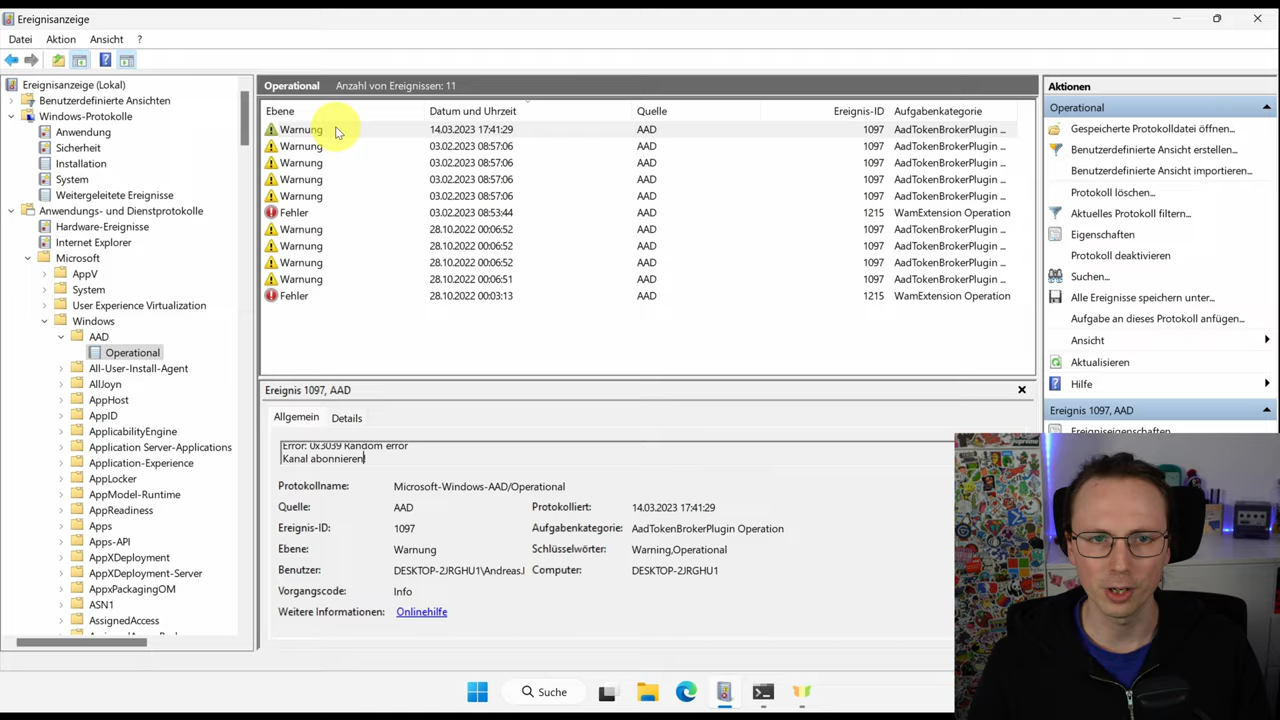 Ereignisanzeige
Datei Aktion Ansicht ?
Ereignisanzeige (Lokal)
Benutzerdefinierte Ansichten
Windows-Protokolle
Anwendung
Sicherheit
Installation
System
Weitergeleitete Ereignisse
Anwendungs- und Dienstprotokolle
Hardware-Ereignisse
Internet Explorer
Microsoft
AppV
System
User Experience Virtualization
Windows
AAD
Operational
All-User-Install-Agent
AllJoyn
AppHost
AppID
ApplicabilityEngine
Application Server-Applications
Application-Experience
AppLocker
AppModel-Runtime
AppReadiness
Apps
Apps-API
AppXDeployment
AppXDeployment-Server
AppxPackagingOM
ASN1
AssignedAccess
Operational Anzahl von Ereignissen: 11
Ebene Datum und Uhrzeit Quelle Ereignis-ID Aufgabenkategorie
Warnung 14.03.2023 17:41:29 AAD 1097 AadTokenBrokerPlugin ...
Warnung 03.02.2023 08:57:06 AAD 1097 AadTokenBrokerPlugin ...
Warnung 03.02.2023 08:57:06 AAD 1097 AadTokenBrokerPlugin ...
Warnung 03.02.2023 08:57:06 AAD 1097 AadTokenBrokerPlugin ...
Warnung 03.02.2023 08:57:06 AAD 1097 AadTokenBrokerPlugin ...
Fehler 03.02.2023 08:53:44 AAD 1215 WamExtension Operation
Warnung 28.10.2022 00:06:52 AAD 1097 AadTokenBrokerPlugin ...
Warnung 28.10.2022 00:06:52 AAD 1097 AadTokenBrokerPlugin ...
Warnung 28.10.2022 00:06:52 AAD 1097 AadTokenBrokerPlugin ...
Warnung 28.10.2022 00:06:51 AAD 1097 AadTokenBrokerPlugin ...
Fehler 28.10.2022 00:03:13 AAD 1215 WamExtension Operation
Ereignis 1097, AAD
Allgemein Details
Error: 0x3039 Random error
Kanal abonnieren!
Protokollname: Microsoft-Windows-AAD/Operational
Quelle: AAD Protokolliert: 14.03.2023 17:41:29
Ereignis-ID: 1097 Aufgabenkategorie: AadTokenBrokerPlugin Operation
Ebene: Warnung Schlüsselwörter: Warning,Operational
Benutzer: DESKTOP-2JRGHU1\Andreas. Computer: DESKTOP-2JRGHU1
Vorgangscode: Info
Weitere Informationen: Onlinehilfe
Aktionen
Operational
Gespeicherte Protokolldatei öffnen...
Benutzerdefinierte Ansicht erstellen...
Benutzerdefinierte Ansicht importieren...
Protokoll löschen...
Aktuelles Protokoll filtern...
Eigenschaften
Protokoll deaktivieren
Suchen...
Alle Ereignisse speichern unter...
Aufgabe an dieses Protokoll anfügen...
Ansicht
Aktualisieren
Hilfe
Ereignis 1097, AAD
Ereigniseigenschaften
Suche